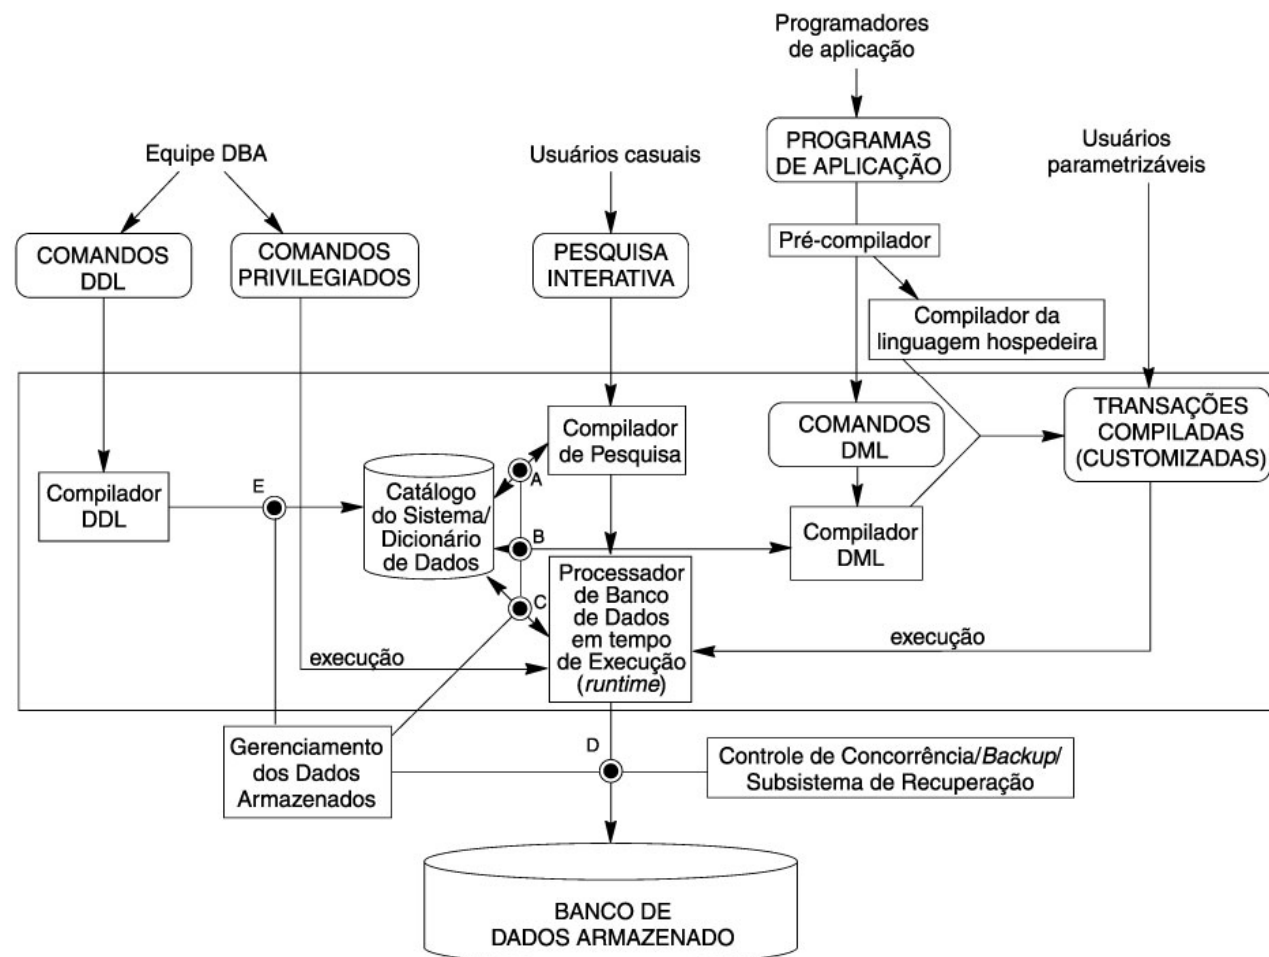 Programadores
de aplicação
Equipe DBA
Usuários casuais
PROGRAMAS
DE APLICAÇÃO
Usuários
parametrizáveis
COMANDOS
DDL
COMANDOS
PRIVILEGIADOS
PESQUISA
INTERATIVA
Pré-compilador
Compilador da
linguagem hospedeira
Compilador
de Pesquisa
COMANDOS
DML
TRANSAÇÕES
COMPILADAS
(CUSTOMIZADAS)
Compilador
DDL
E
Catálogo
do Sistema/
Dicionário
de Dados
A
B
C
Compilador
DML
Processador
de Banco
de Dados
em tempo
de Execução
(runtime)
execução
execução
Gerenciamento
dos Dados
Armazenados
D
Controle de Concorrência/Backup/
Subsistema de Recuperação
BANCO DE
DADOS ARMAZENADO